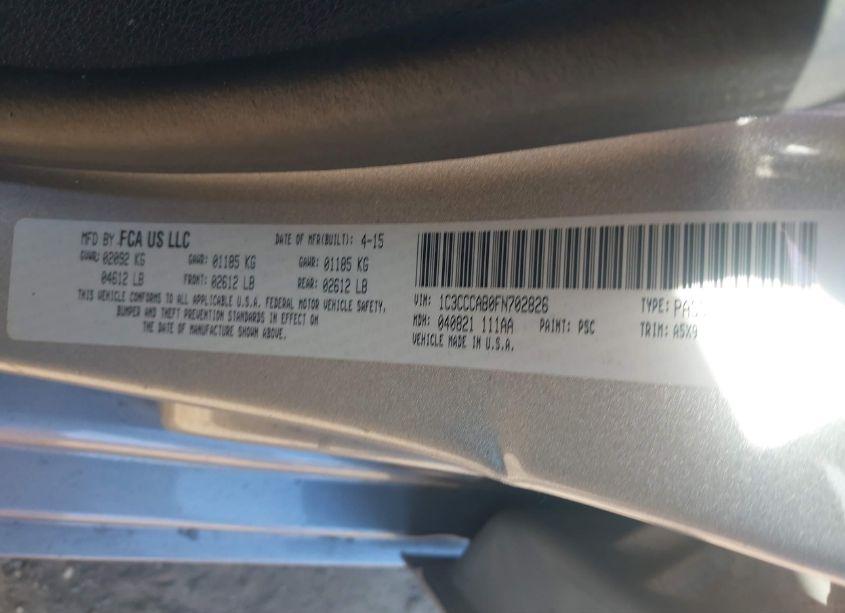 MFD BY FCA US LLC DATE OF MFR(BUILT): 4-15
GVWR: 02092 KG GAWR: 01185 KG GAWR: 01185 KG
04612 LB FRONT: 02612 LB REAR: 02612 LB
THIS VEHICLE CONFORMS TO ALL APPLICABLE U.S.A. FEDERAL MOTOR VEHICLE SAFETY,
BUMPER AND THEFT PREVENTION STANDARDS IN EFFECT ON
THE DATE OF MANUFACTURE SHOWN ABOVE.
VIN: 1C3CCCAB0FN702826 TYPE:
MDH: 040821 111AA PAINT: PSC TRIM: A5X9
VEHICLE MADE IN U.S.A.